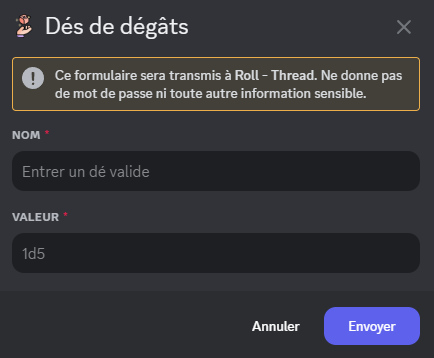 Dés de dégâts
Ce formulaire sera transmis à Roll - Thread. Ne donne pas
de mot de passe ni toute autre information sensible.
NOM *
Entrer un dé valide
VALEUR *
1d5
Annuler
Envoyer